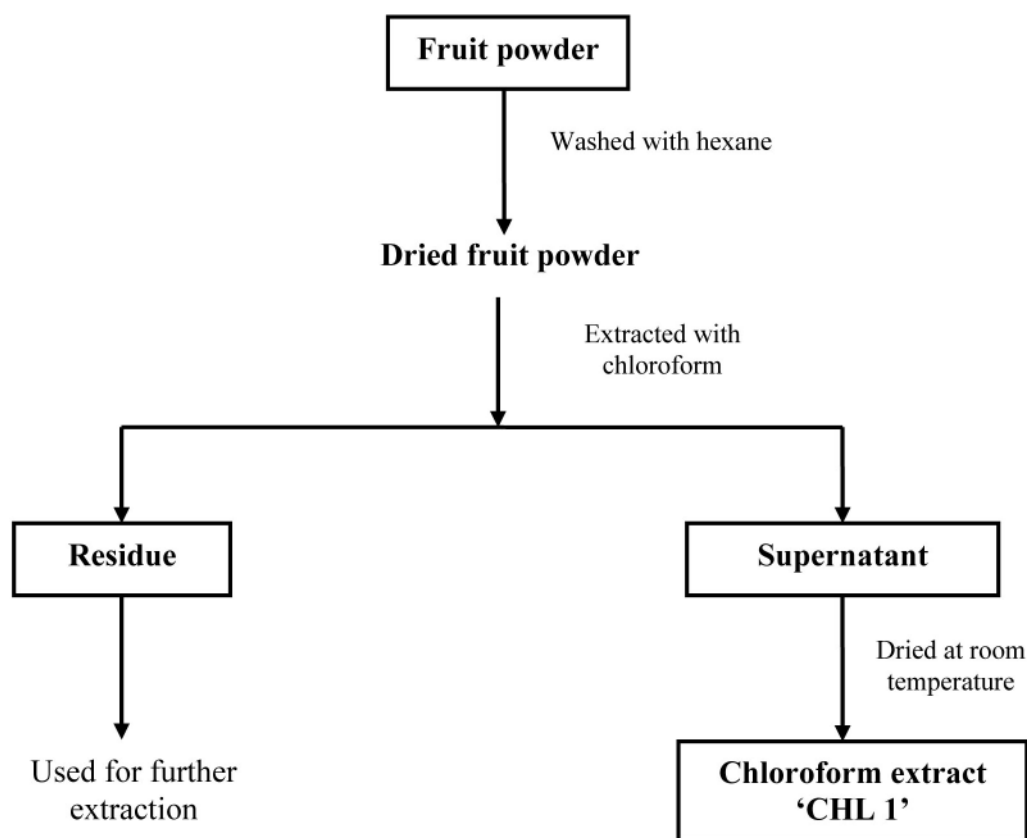 Fruit powder
Washed with hexane
Dried fruit powder
Extracted with
chloroform
Residue
Supernatant
Dried at room
temperature
Used for further
extraction
Chloroform extract
‘CHL 1’